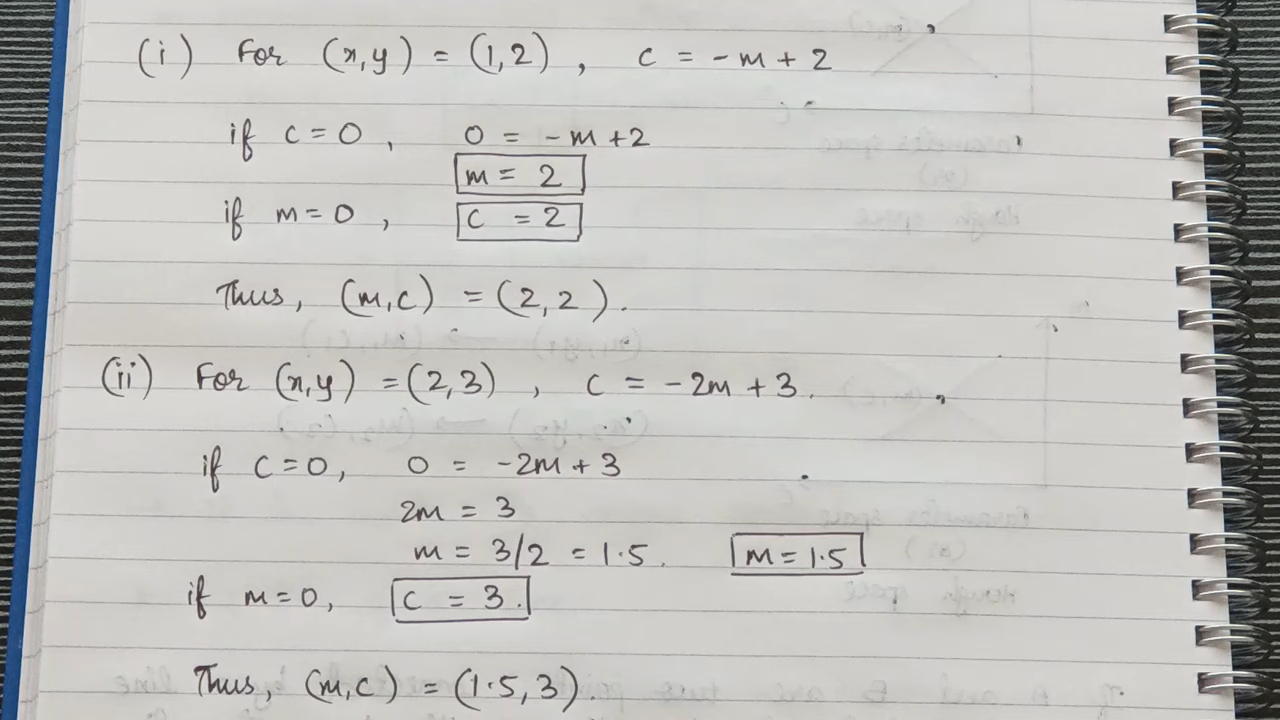 (i) For (x,y) = (1,2) , c = -m + 2
if c = 0 , 0 = -m + 2
m = 2
if m = 0 , c = 2
Thus, (m,c) = (2,2).
(ii) For (x,y) = (2,3) , c = -2m + 3.
if c = 0, 0 = -2m + 3
2m = 3
m = 3/2 = 1.5. m = 1.5
if m = 0, c = 3.
Thus, (m,c) = (1.5, 3).